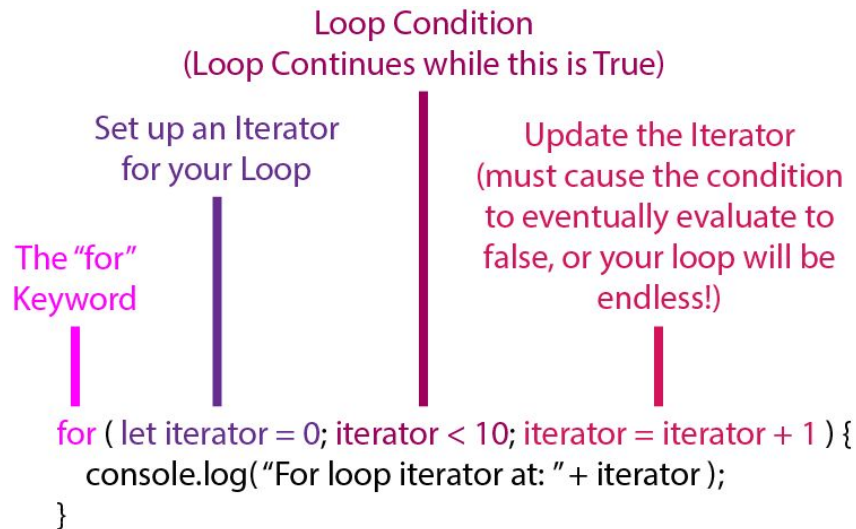 Loop Condition
(Loop Continues while this is True)
Set up an Iterator
for your Loop
Update the Iterator
(must cause the condition
to eventually evaluate to
false, or your loop will be
endless!)
The “for”
Keyword
for ( let iterator = 0; iterator < 10; iterator = iterator + 1 ) {
console.log( “For loop iterator at: ” + iterator );
}